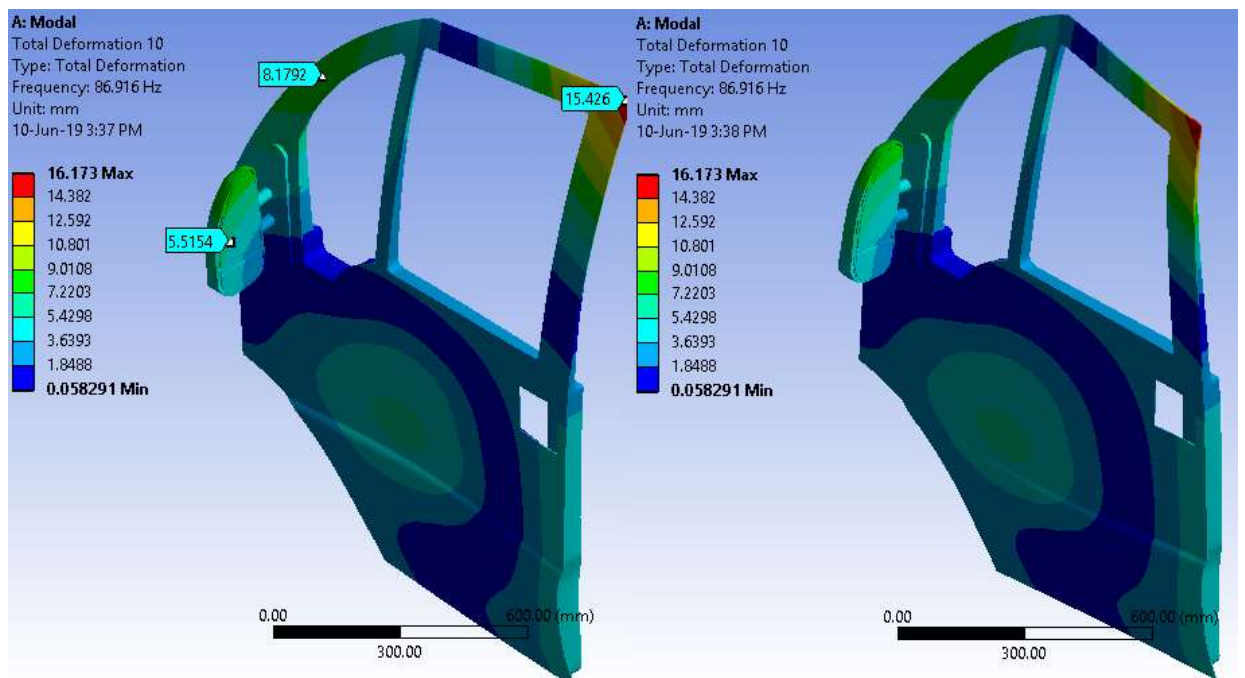 A: Modal
Total Deformation 10
Type: Total Deformation
Frequency: 86.916 Hz
Unit: mm
10-Jun-19 3:37 PM
16.173 Max
14.382
12.592
10.801
9.0108
7.2203
5.4298
3.6393
1.8488
0.058291 Min
8.1792
15.426
5.5154
0.00
600.00 (mm)
300.00
A: Modal
Total Deformation 10
Type: Total Deformation
Frequency: 86.916 Hz
Unit: mm
10-Jun-19 3:38 PM
16.173 Max
14.382
12.592
10.801
9.0108
7.2203
5.4298
3.6393
1.8488
0.058291 Min
0.00
600.00 (mm)
300.00